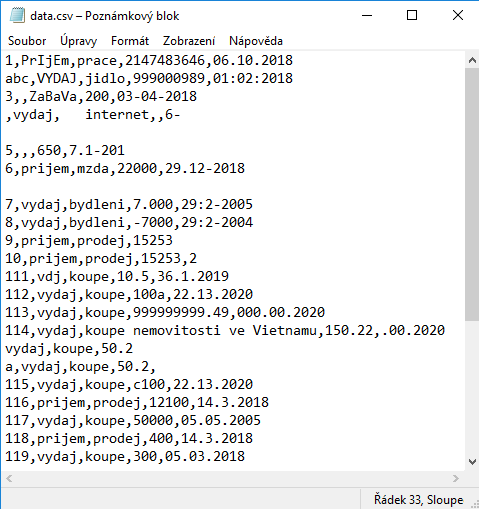 data.csv – Poznámkový blok
Soubor Úpravy Formát Zobrazení Nápověda
1,PrIjEm,prace,2147483646,06.10.2018
abc,VYDAJ,jidlo,999000989,01:02:2018
3,,ZaBaVa,200,03-04-2018
,vydaj,   internet,,6-

5,,,650,7.1-201
6,prijem,mzda,22000,29.12-2018

7,vydaj,bydleni,7.000,29:2-2005
8,vydaj,bydleni,-7000,29:2-2004
9,prijem,prodej,15253
10,prijem,prodej,15253,2
111,vdj,koupe,10.5,36.1.2019
112,vydaj,koupe,100a,22.13.2020
113,vydaj,koupe,999999999.49,000.00.2020
114,vydaj,koupe nemovitosti ve Vietnamu,150.22,.00.2020
vydaj,koupe,50.2
a,vydaj,koupe,50.2,
115,vydaj,koupe,c100,22.13.2020
116,prijem,prodej,12100,14.3.2018
117,vydaj,koupe,50000,05.05.2005
118,prijem,prodej,400,14.3.2018
119,vydaj,koupe,300,05.03.2018
Řádek 33, Sloupe